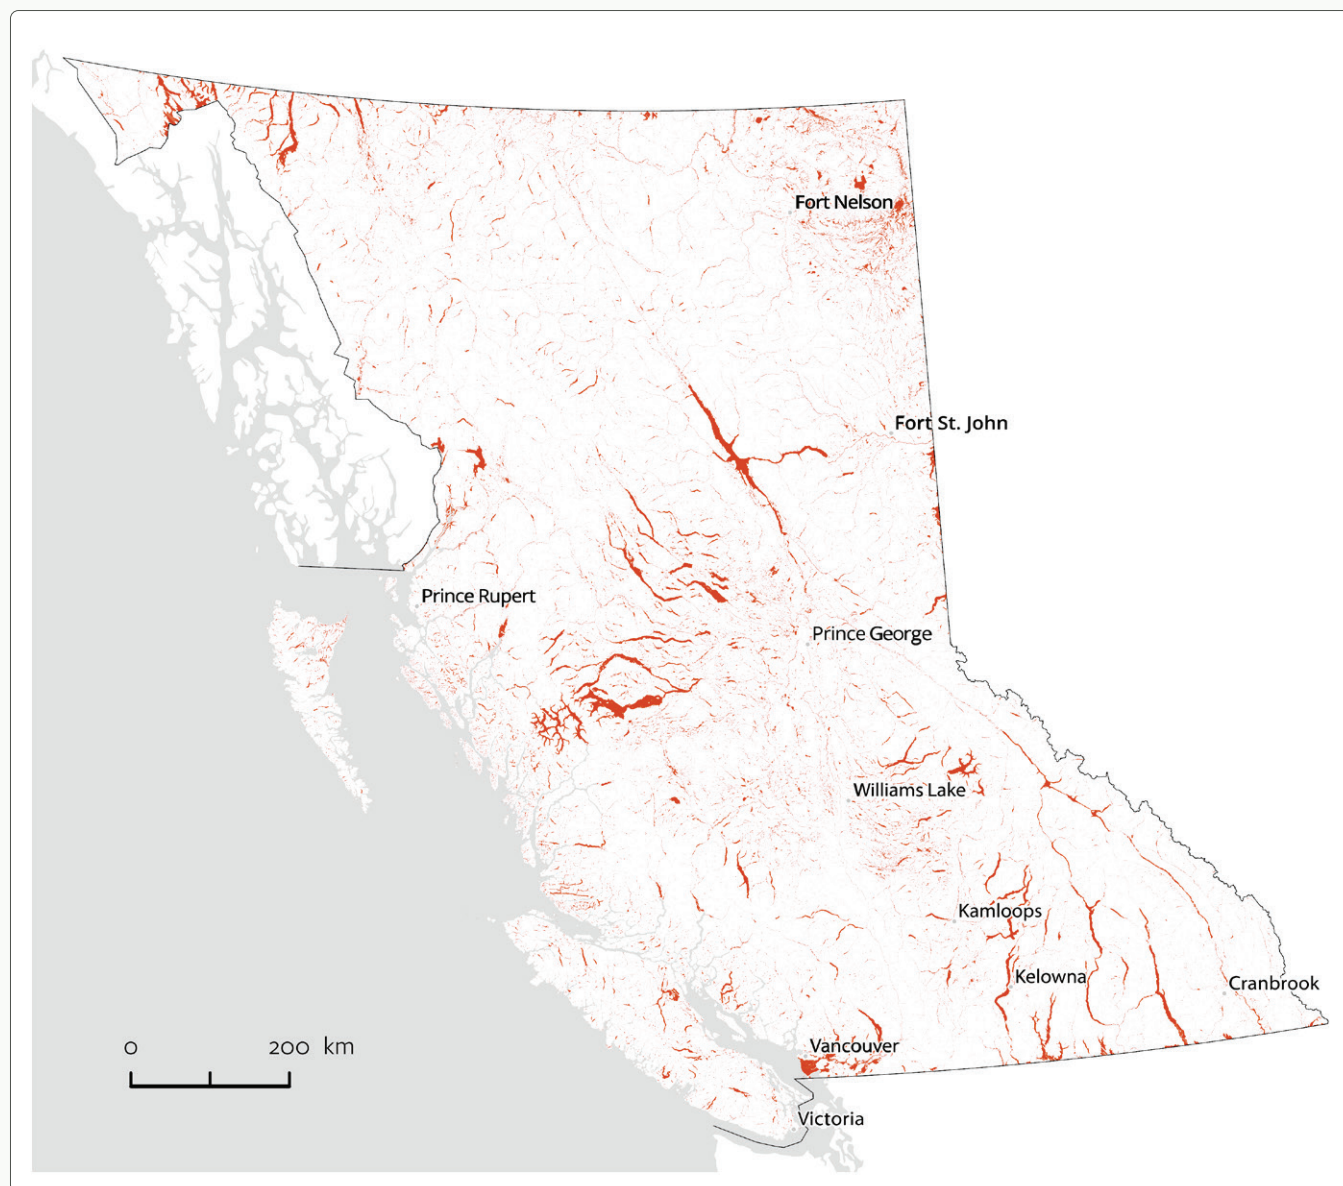 Fort Nelson
Fort St. John
Prince Rupert
Prince George
Williams Lake
Kamloops
Kelowna
Cranbrook
0 200 km
Vancouver
Victoria